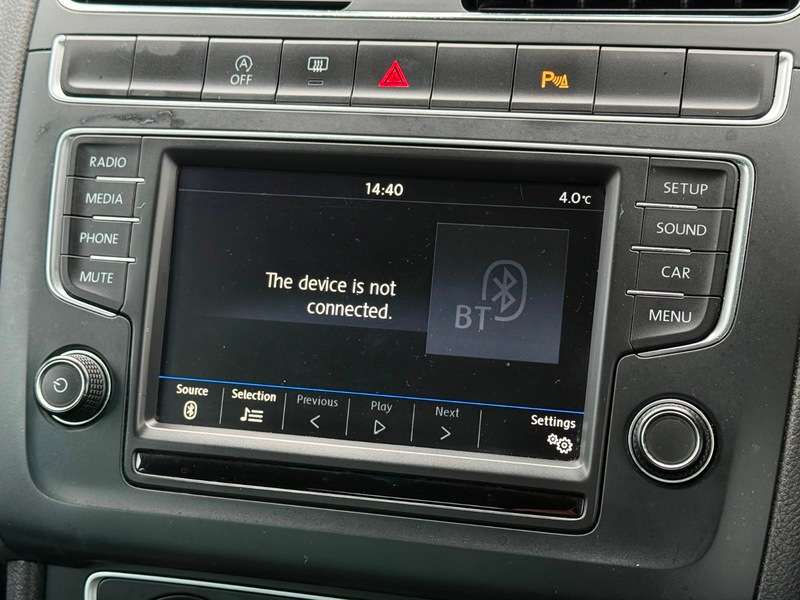 OFF
P
RADIO
MEDIA
PHONE
MUTE
14:40
4.0°C
The device is not
connected.
BT
Source
Selection
Previous
Play
Next
Settings
SETUP
SOUND
CAR
MENU